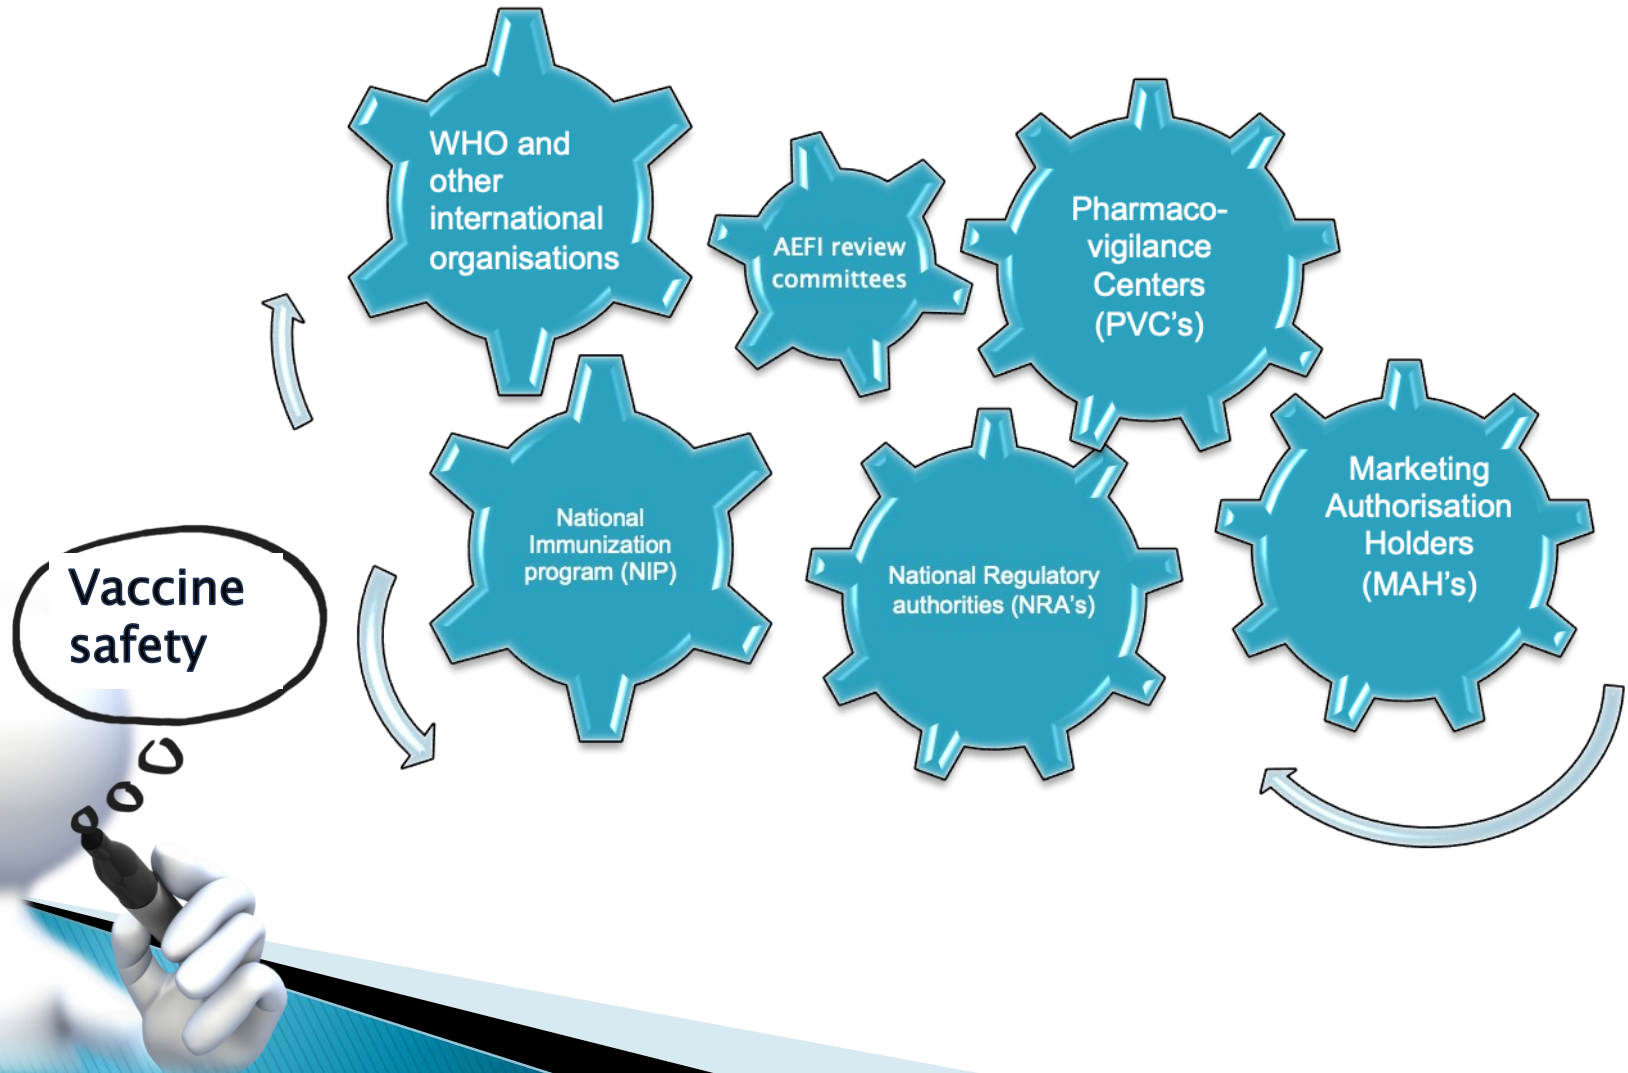 WHO and
other
international
organisations
AEFI review
committees
Pharmaco-
vigilance
Centers
(PVC's)
Marketing
Authorisation
Holders
(MAH's)
National
Immunization
program (NIP)
National Regulatory
authorities (NRA's)
Vaccine
safety